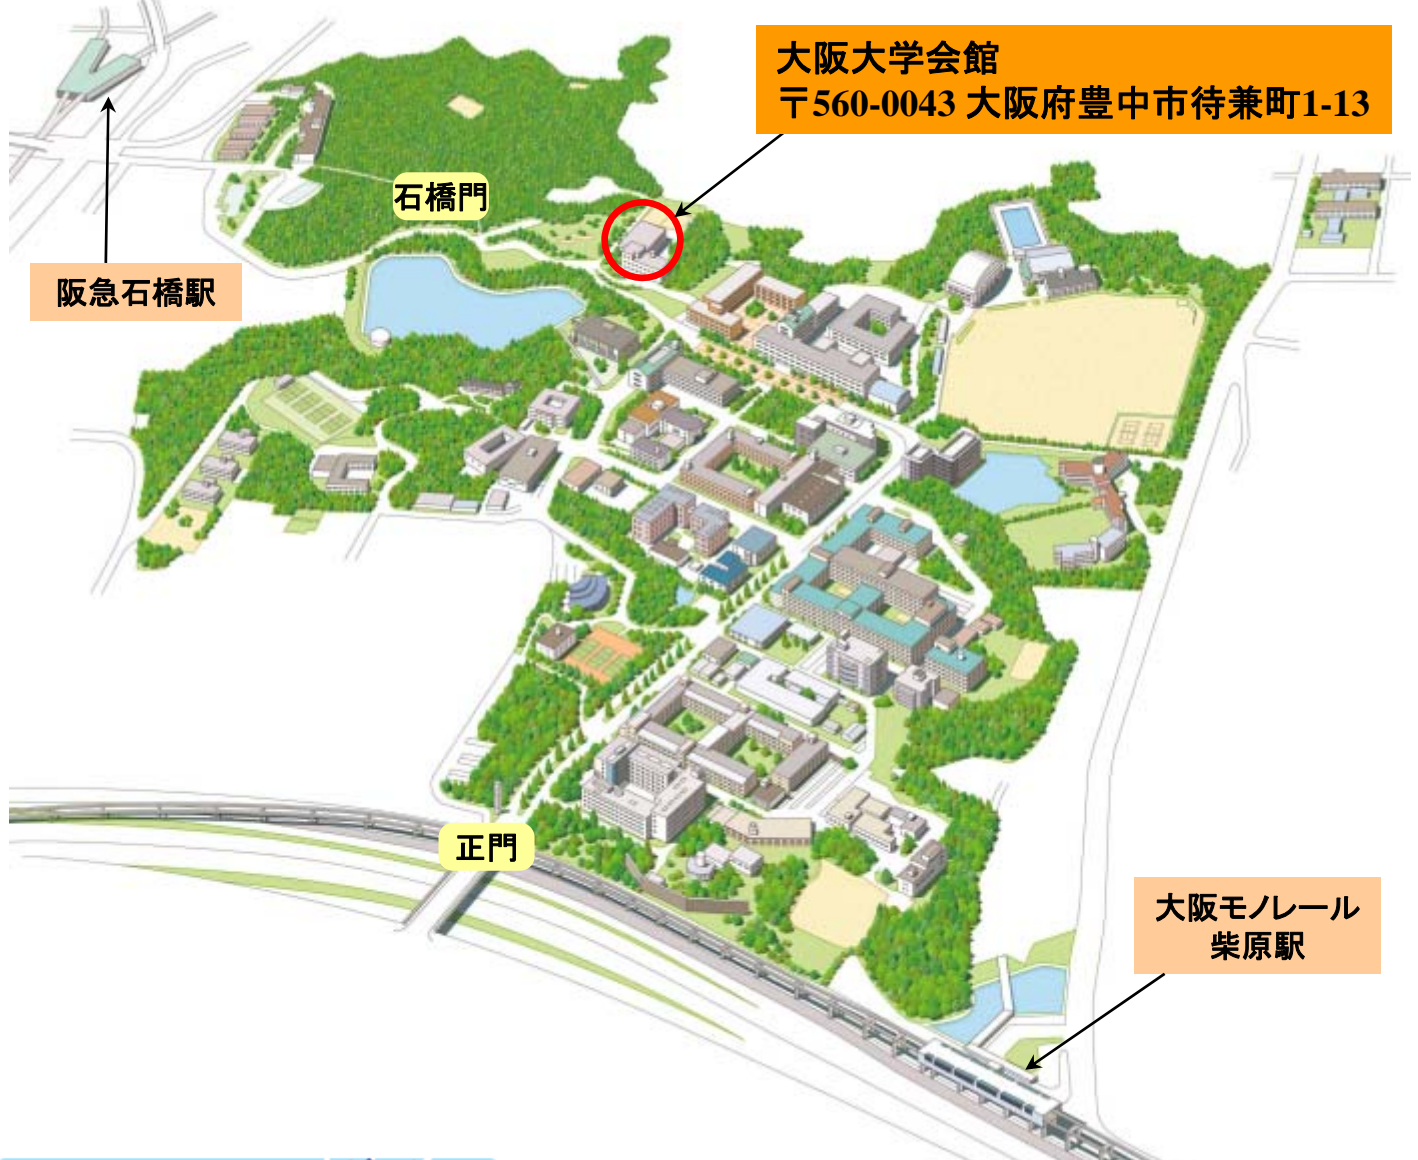 大阪大学会館
〒560-0043 大阪府豊中市待兼町1-13
石橋門
阪急石橋駅
正門
大阪モノレール
柴原駅